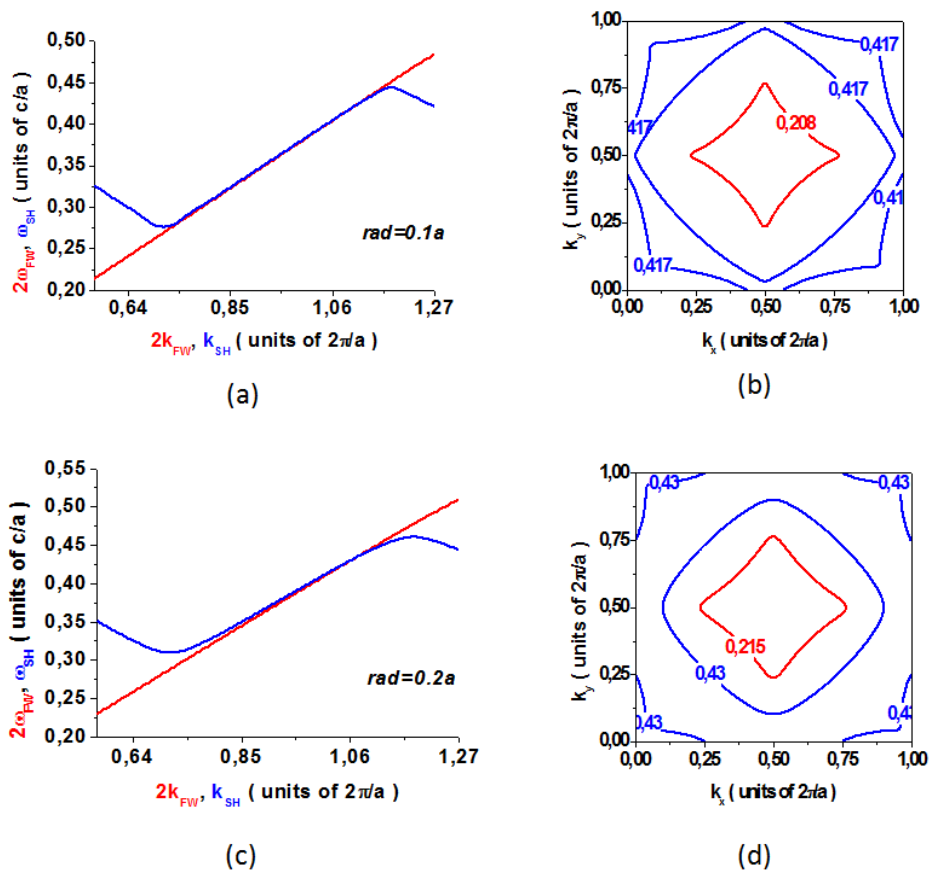 0,50
0,45
0,40
0,35
0,30
0,25
0,20
2ω_FW, ω_SH ( units of c/a )
rad=0.1a
0,64 0,85 1,06 1,27
2k_FW, k_SH ( units of 2π/a )
(a)
1,00
0,75
0,50
0,25
0,00
k_y ( units of 2π/a )
0,417
0,417
417
0,208
0,41
0,417
0,00 0,25 0,50 0,75 1,00
k_x ( units of 2π/a )
(b)
0,55
0,50
0,45
0,40
0,35
0,30
0,25
0,20
2ω_FW, ω_SH ( units of c/a )
rad=0.2a
0,64 0,85 1,06 1,27
2k_FW, k_SH ( units of 2π/a )
(c)
1,00
0,75
0,50
0,25
0,00
k_y ( units of 2π/a )
0,43
0,43
0,215
0,43
0,43
0,43
0,00 0,25 0,50 0,75 1,00
k_x ( units of 2π/a )
(d)